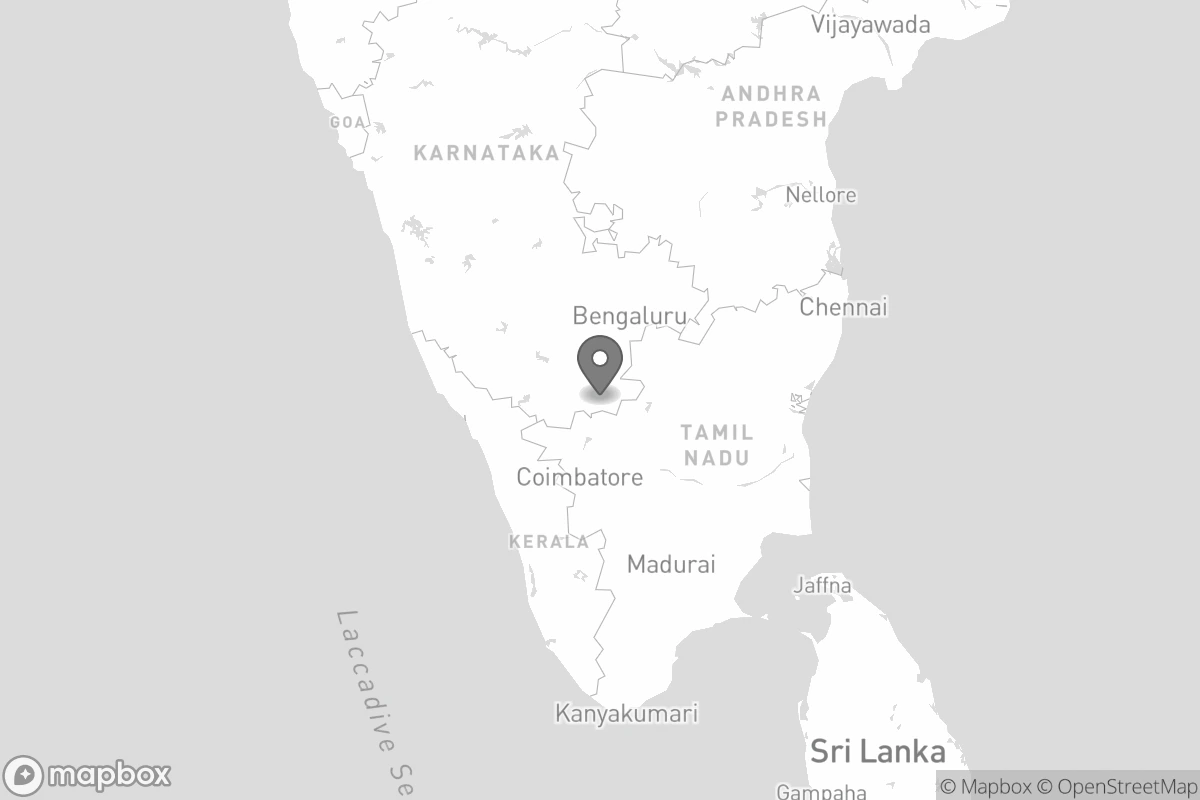 Vijayawada
ANDHRA
PRADESH
GOA
KARNATAKA
Nellore
Chennai
Bengaluru
TAMIL
NADU
Coimbatore
KERALA
Madurai
Jaffna
Laccadive Se
Kanyakumari
Sri Lanka
mapbox
© Mapbox © OpenStreetMap
Gampaha